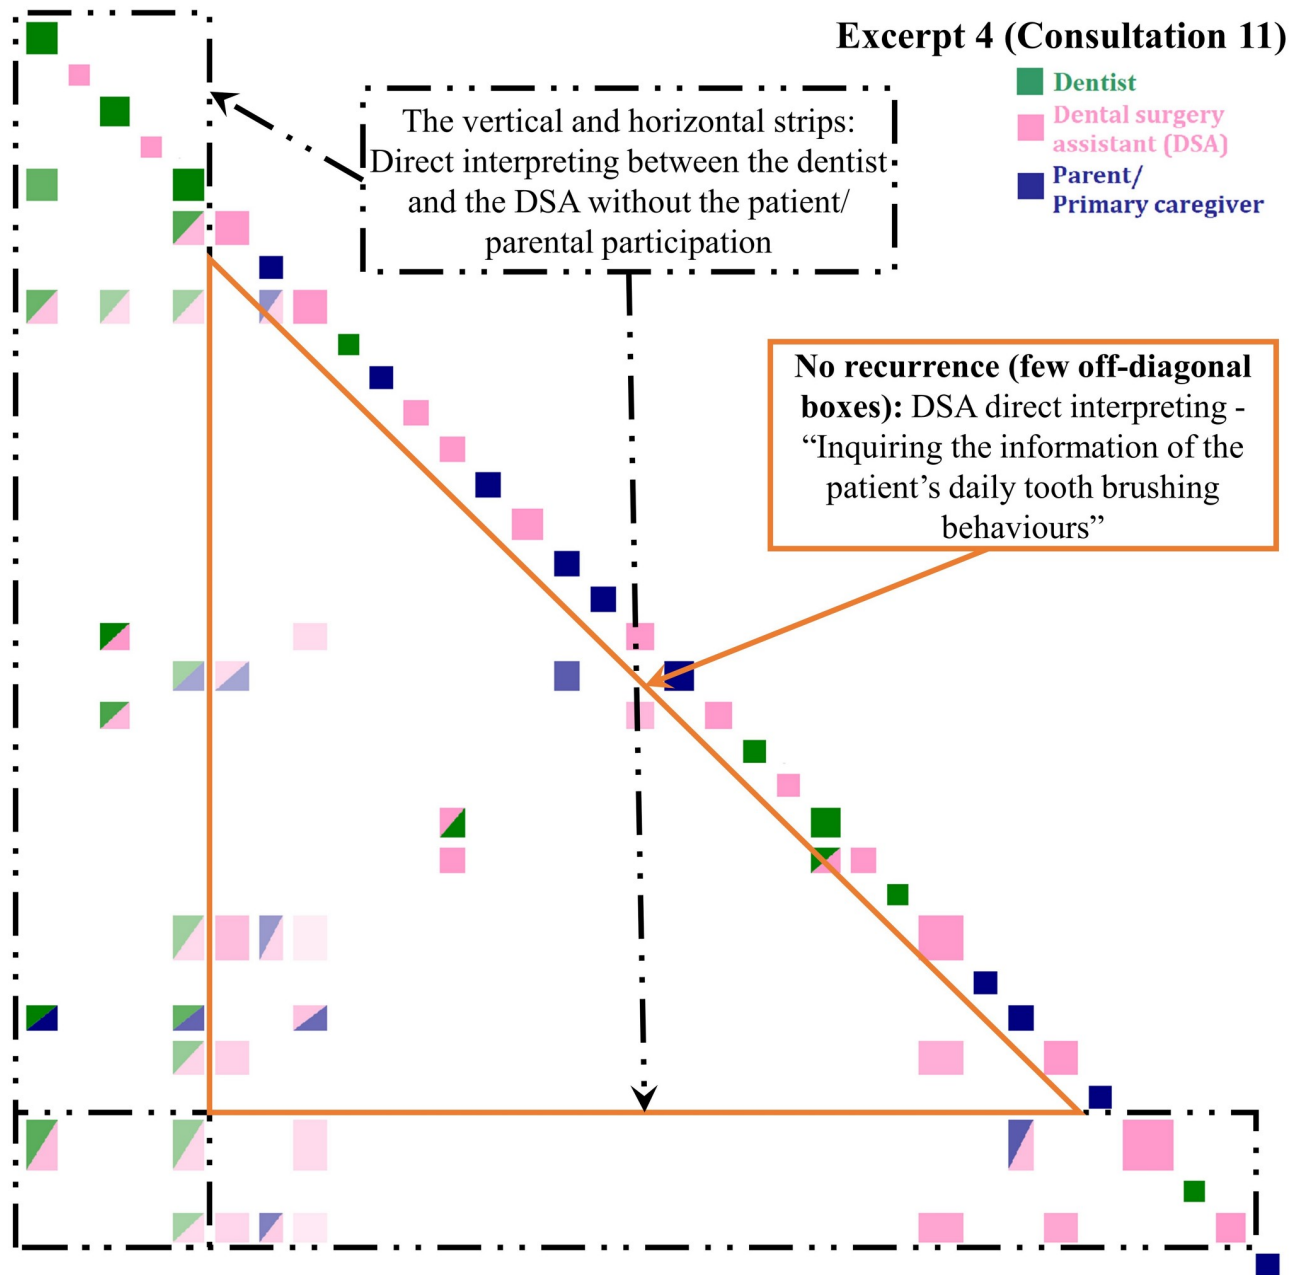 Excerpt 4 (Consultation 11)
Dentist
Dental surgery
assistant (DSA)
Parent/
Primary caregiver
The vertical and horizontal strips:
Direct interpreting between the dentist
and the DSA without the patient/
parental participation
No recurrence (few off-diagonal
boxes): DSA direct interpreting -
“Inquiring the information of the
patient’s daily tooth brushing
behaviours”